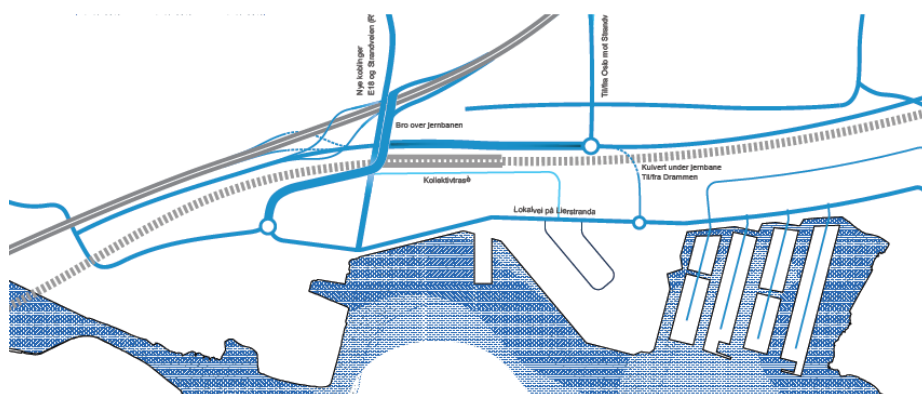 Nye koblinger
E18 og Strandveien (R
Til/fra Oslo mot Strandv
Bro over jernbanen
Kulvert under jernbane
Til/fra Drammen
Kollektivtrasé
Lokalvei på Lierstranda